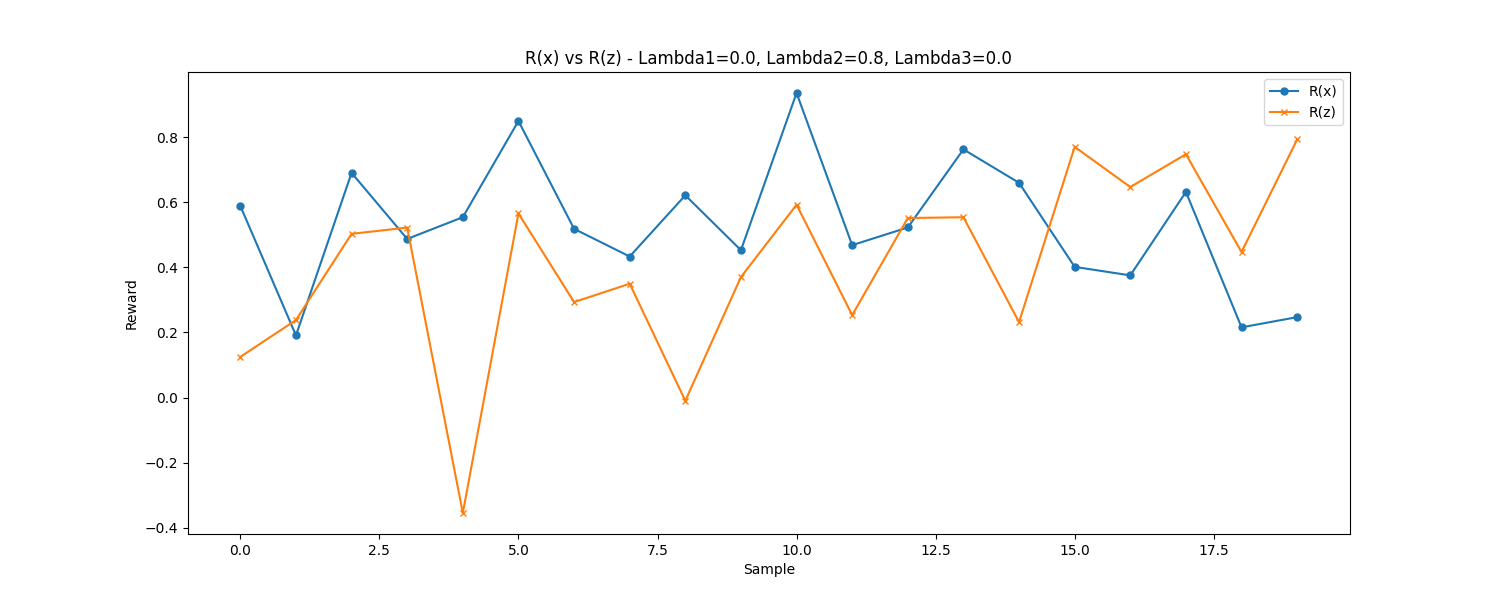 R(x) vs R(z) - Lambda1=0.0, Lambda2=0.8, Lambda3=0.0
R(x)
R(z)
Reward
0.8
0.6
0.4
0.2
0.0
−0.2
−0.4
0.0 2.5 5.0 7.5 10.0 12.5 15.0 17.5
Sample